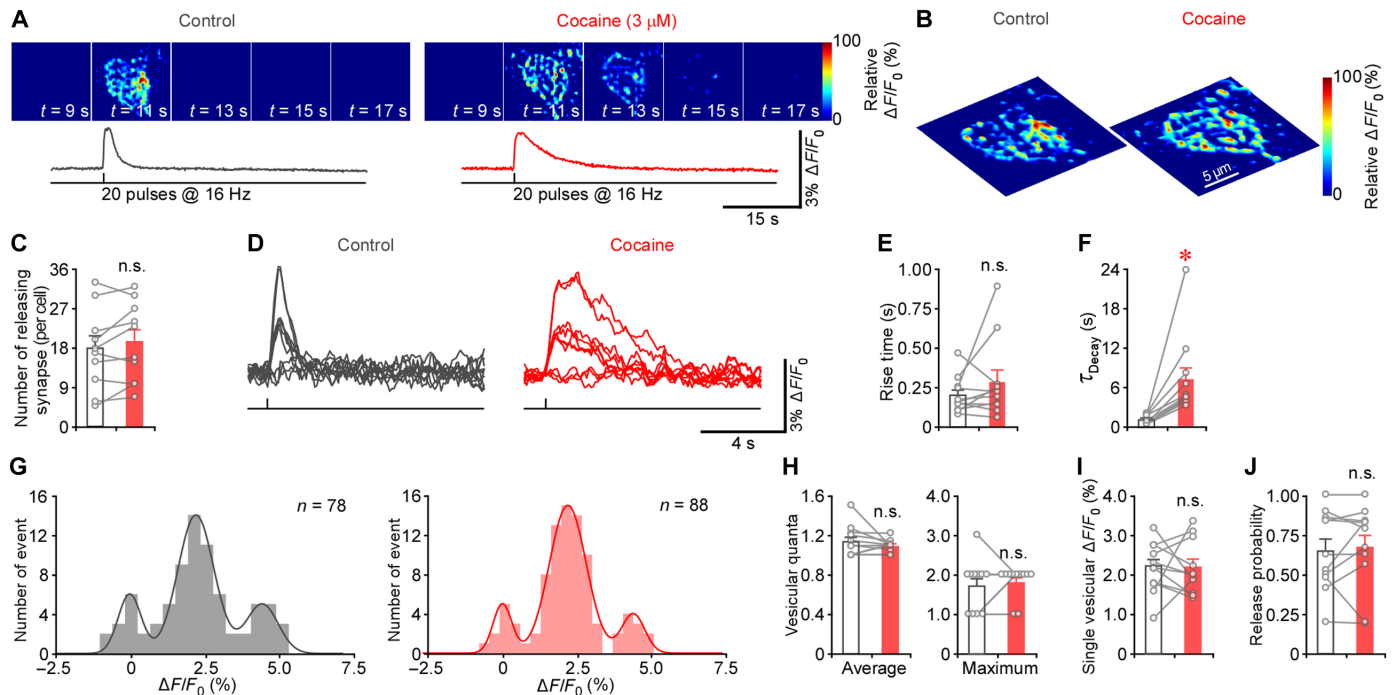 A
Control
Cocaine (3 μM)
t = 9 s
t = 11 s
t = 13 s
t = 15 s
t = 17 s
t = 9 s
t = 11 s
t = 13 s
t = 15 s
t = 17 s
100
0
Relative
ΔF/F0 (%)
20 pulses @ 16 Hz
20 pulses @ 16 Hz
3% ΔF/F0
15 s
B
Control
Cocaine
5 μm
100%
0
Relative ΔF/F0 (%)
C
Number of releasing
synapse (per cell)
36
27
18
9
0
n.s.
D
Control
Cocaine
3% ΔF/F0
4 s
E
Rise time (s)
1.00
0.75
0.50
0.25
0
n.s.
F
τDecay (s)
24
18
12
6
0
*
G
Number of event
16
12
8
4
0
n = 78
−2.5
0
2.5
5.0
7.5
ΔF/F0 (%)
Number of event
16
12
8
4
0
n = 88
−2.5
0
2.5
5.0
7.5
ΔF/F0 (%)
H
Vesicular quanta
1.6
1.2
0.8
0.4
0
n.s.
Average
4.0
3.0
2.0
1.0
0
n.s.
Maximum
I
Single vesicular ΔF/F0 (%)
4.0
3.0
2.0
1.0
0
n.s.
J
Release probability
1.00
0.75
0.50
0.25
0
n.s.